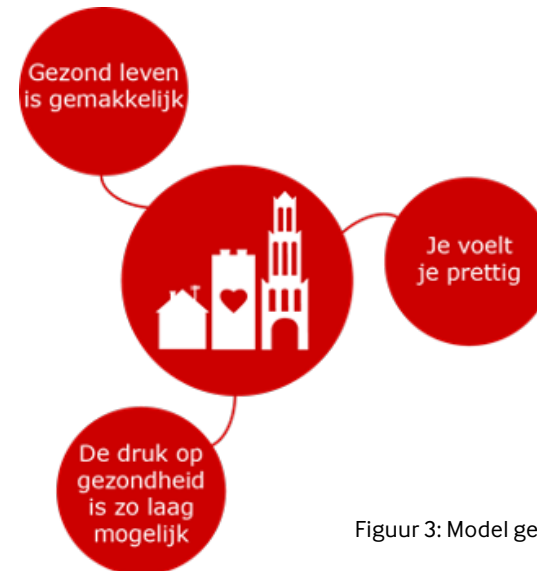 Gezond leven
is gemakkelijk
Je voelt
je prettig
De druk op
gezondheid
is zo laag
mogelijk
Figuur 3: Model ge